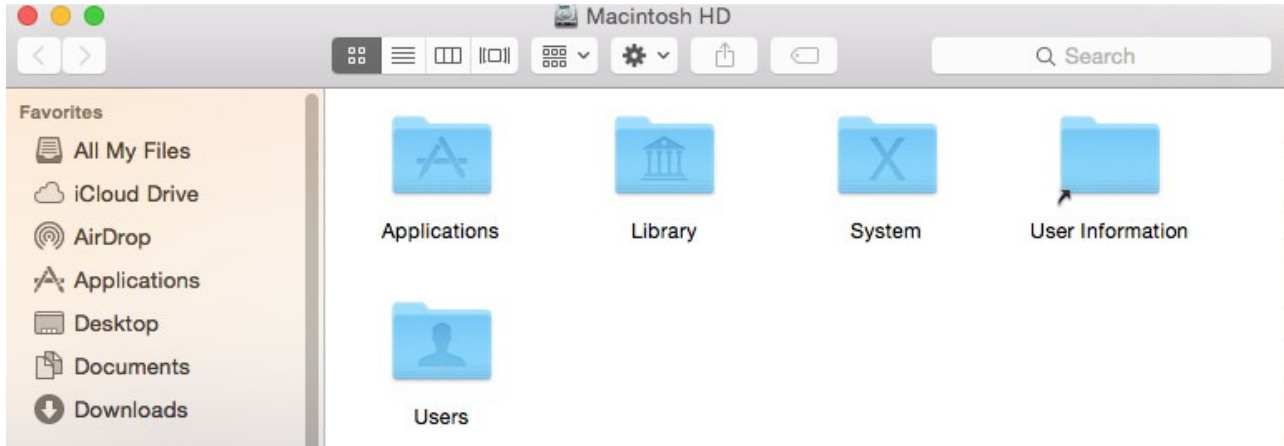 Macintosh HD
Search
Favorites
All My Files
iCloud Drive
AirDrop
Applications
Desktop
Documents
Downloads
Applications
Library
System
User Information
Users